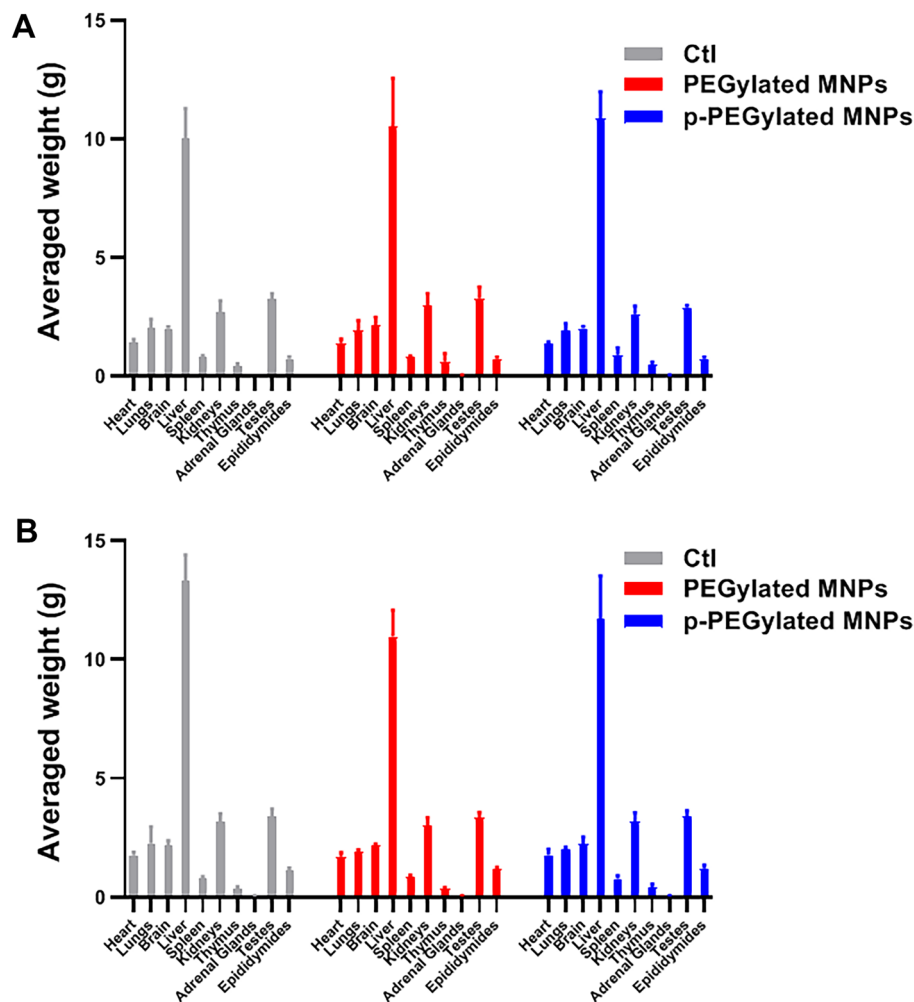 A
Averaged weight (g)
15
10
5
0
Ctl
PEGylated MNPs
p-PEGylated MNPs
Heart
Lungs
Brain
Liver
Spleen
Kidneys
Thymus
Adrenal Glands
Testes
Epididymides
Heart
Lungs
Brain
Liver
Spleen
Kidneys
Thymus
Adrenal Glands
Testes
Epididymides
Heart
Lungs
Brain
Liver
Spleen
Kidneys
Thymus
Adrenal Glands
Testes
Epididymides
B
Averaged weight (g)
15
10
5
0
Ctl
PEGylated MNPs
p-PEGylated MNPs
Heart
Lungs
Brain
Liver
Spleen
Kidneys
Thymus
Adrenal Glands
Testes
Epididymides
Heart
Lungs
Brain
Liver
Spleen
Kidneys
Thymus
Adrenal Glands
Testes
Epididymides
Heart
Lungs
Brain
Liver
Spleen
Kidneys
Thymus
Adrenal Glands
Testes
Epididymides